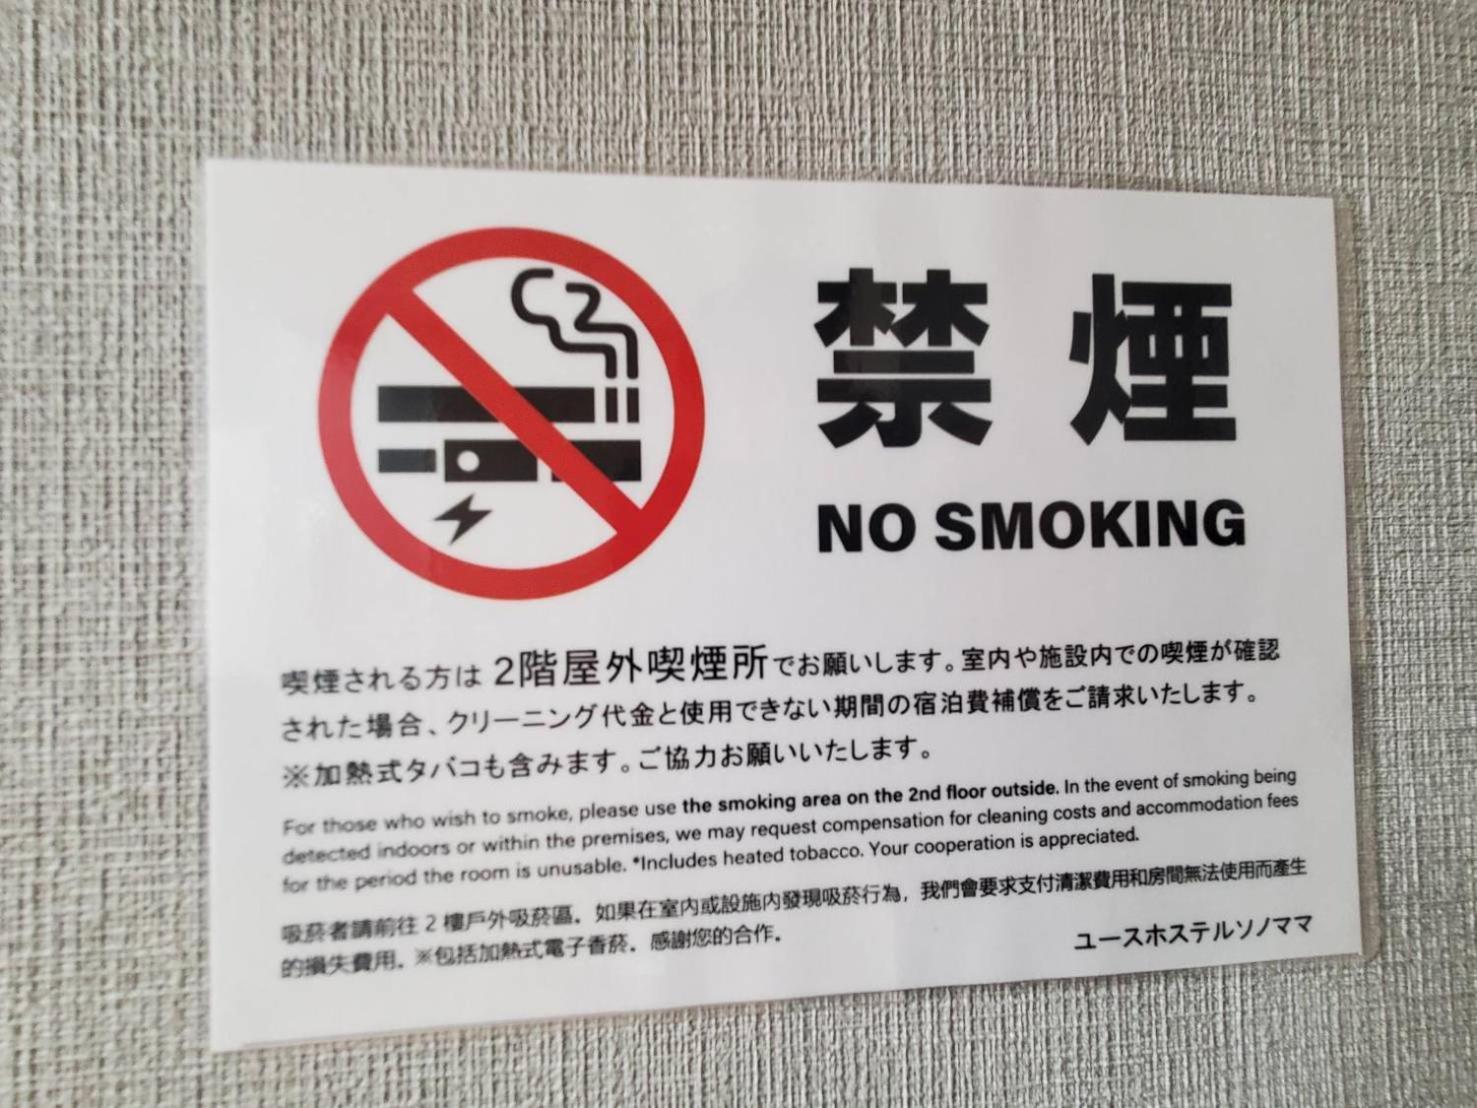 禁煙
NO SMOKING
喫煙される方は 2階屋外喫煙所でお願いします。室内や施設内での喫煙が確認
された場合、クリーニング代金と使用できない期間の宿泊費補償をご請求いたします。
※加熱式タバコも含みます。ご協力お願いいたします。
For those who wish to smoke, please use the smoking area on the 2nd floor outside. In the event of smoking being
detected indoors or within the premises, we may request compensation for cleaning costs and accommodation fees
for the period the room is unusable. *Includes heated tobacco. Your cooperation is appreciated.
吸菸者請前往 2 樓戶外吸菸區。如果在室內或設施內發現吸菸行為，我們會要求支付清潔費用和房間無法使用而產生
的損失費用。※包括加熱式電子香菸。感謝您的合作。
ユースホステルソノママ